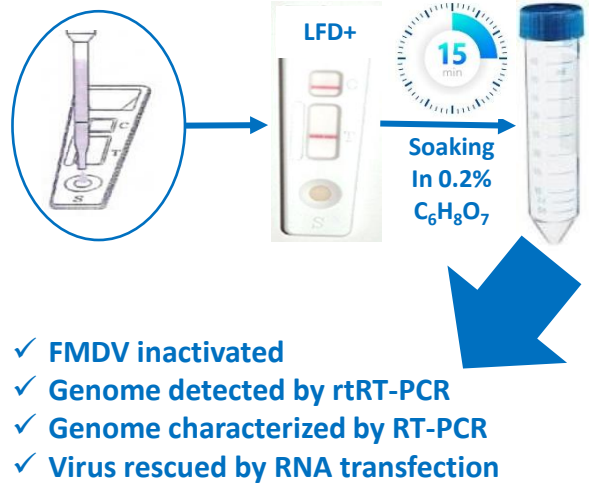 LFD+
15
min
C
T
S
C
T
S
Soaking
In 0.2%
C₆H₈O₇
✓ FMDV inactivated
✓ Genome detected by rtRT-PCR
✓ Genome characterized by RT-PCR
✓ Virus rescued by RNA transfection